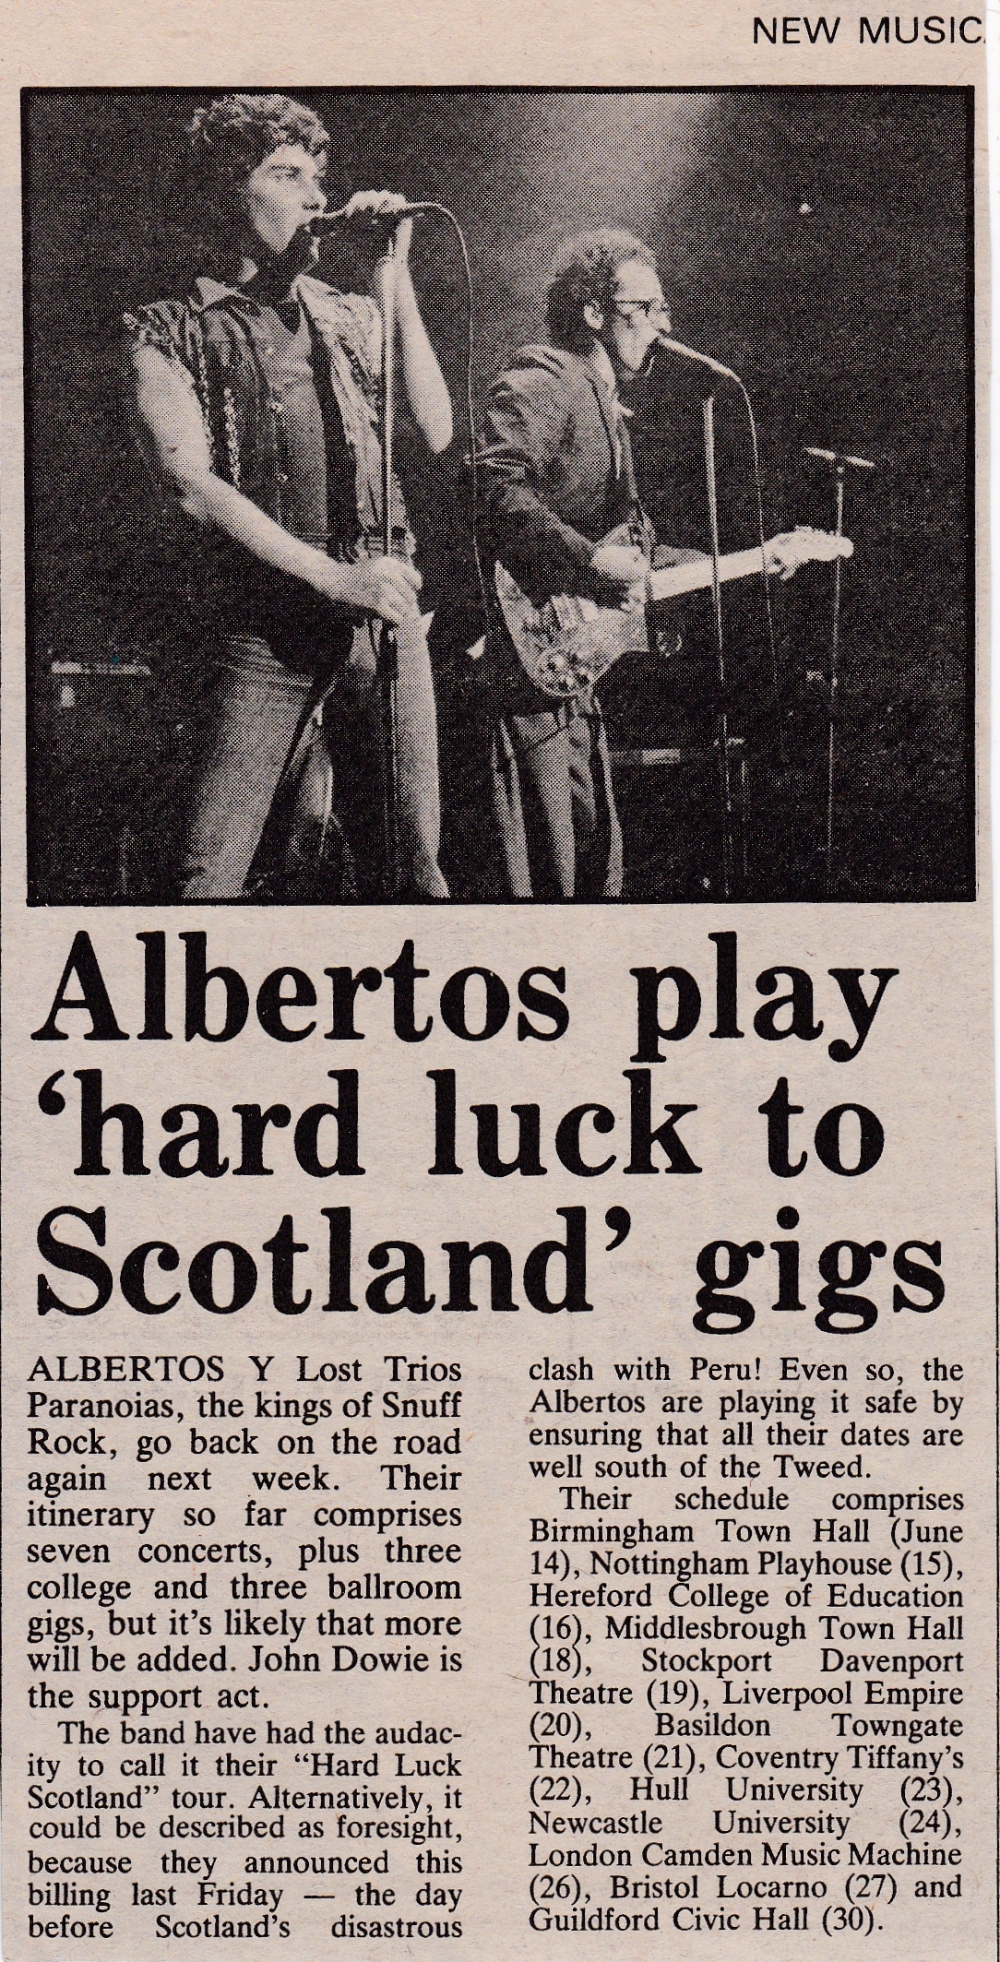 NEW MUSIC
Albertos play
‘hard luck to
Scotland’ gigs
ALBERTOS Y Lost Trios
Paranoias, the kings of Snuff
Rock, go back on the road
again next week. Their
itinerary so far comprises
seven concerts, plus three
college and three ballroom
gigs, but it’s likely that more
will be added. John Dowie is
the support act.
The band have had the audac-
ity to call it their “Hard Luck
Scotland” tour. Alternatively, it
could be described as foresight,
because they announced this
billing last Friday — the day
before Scotland’s disastrous
clash with Peru! Even so, the
Albertos are playing it safe by
ensuring that all their dates are
well south of the Tweed.
Their schedule comprises
Birmingham Town Hall (June
14), Nottingham Playhouse (15),
Hereford College of Education
(16), Middlesbrough Town Hall
(18), Stockport Davenport
Theatre (19), Liverpool Empire
(20), Basildon Towngate
Theatre (21), Coventry Tiffany’s
(22), Hull University (23),
Newcastle University (24),
London Camden Music Machine
(26), Bristol Locarno (27) and
Guildford Civic Hall (30).